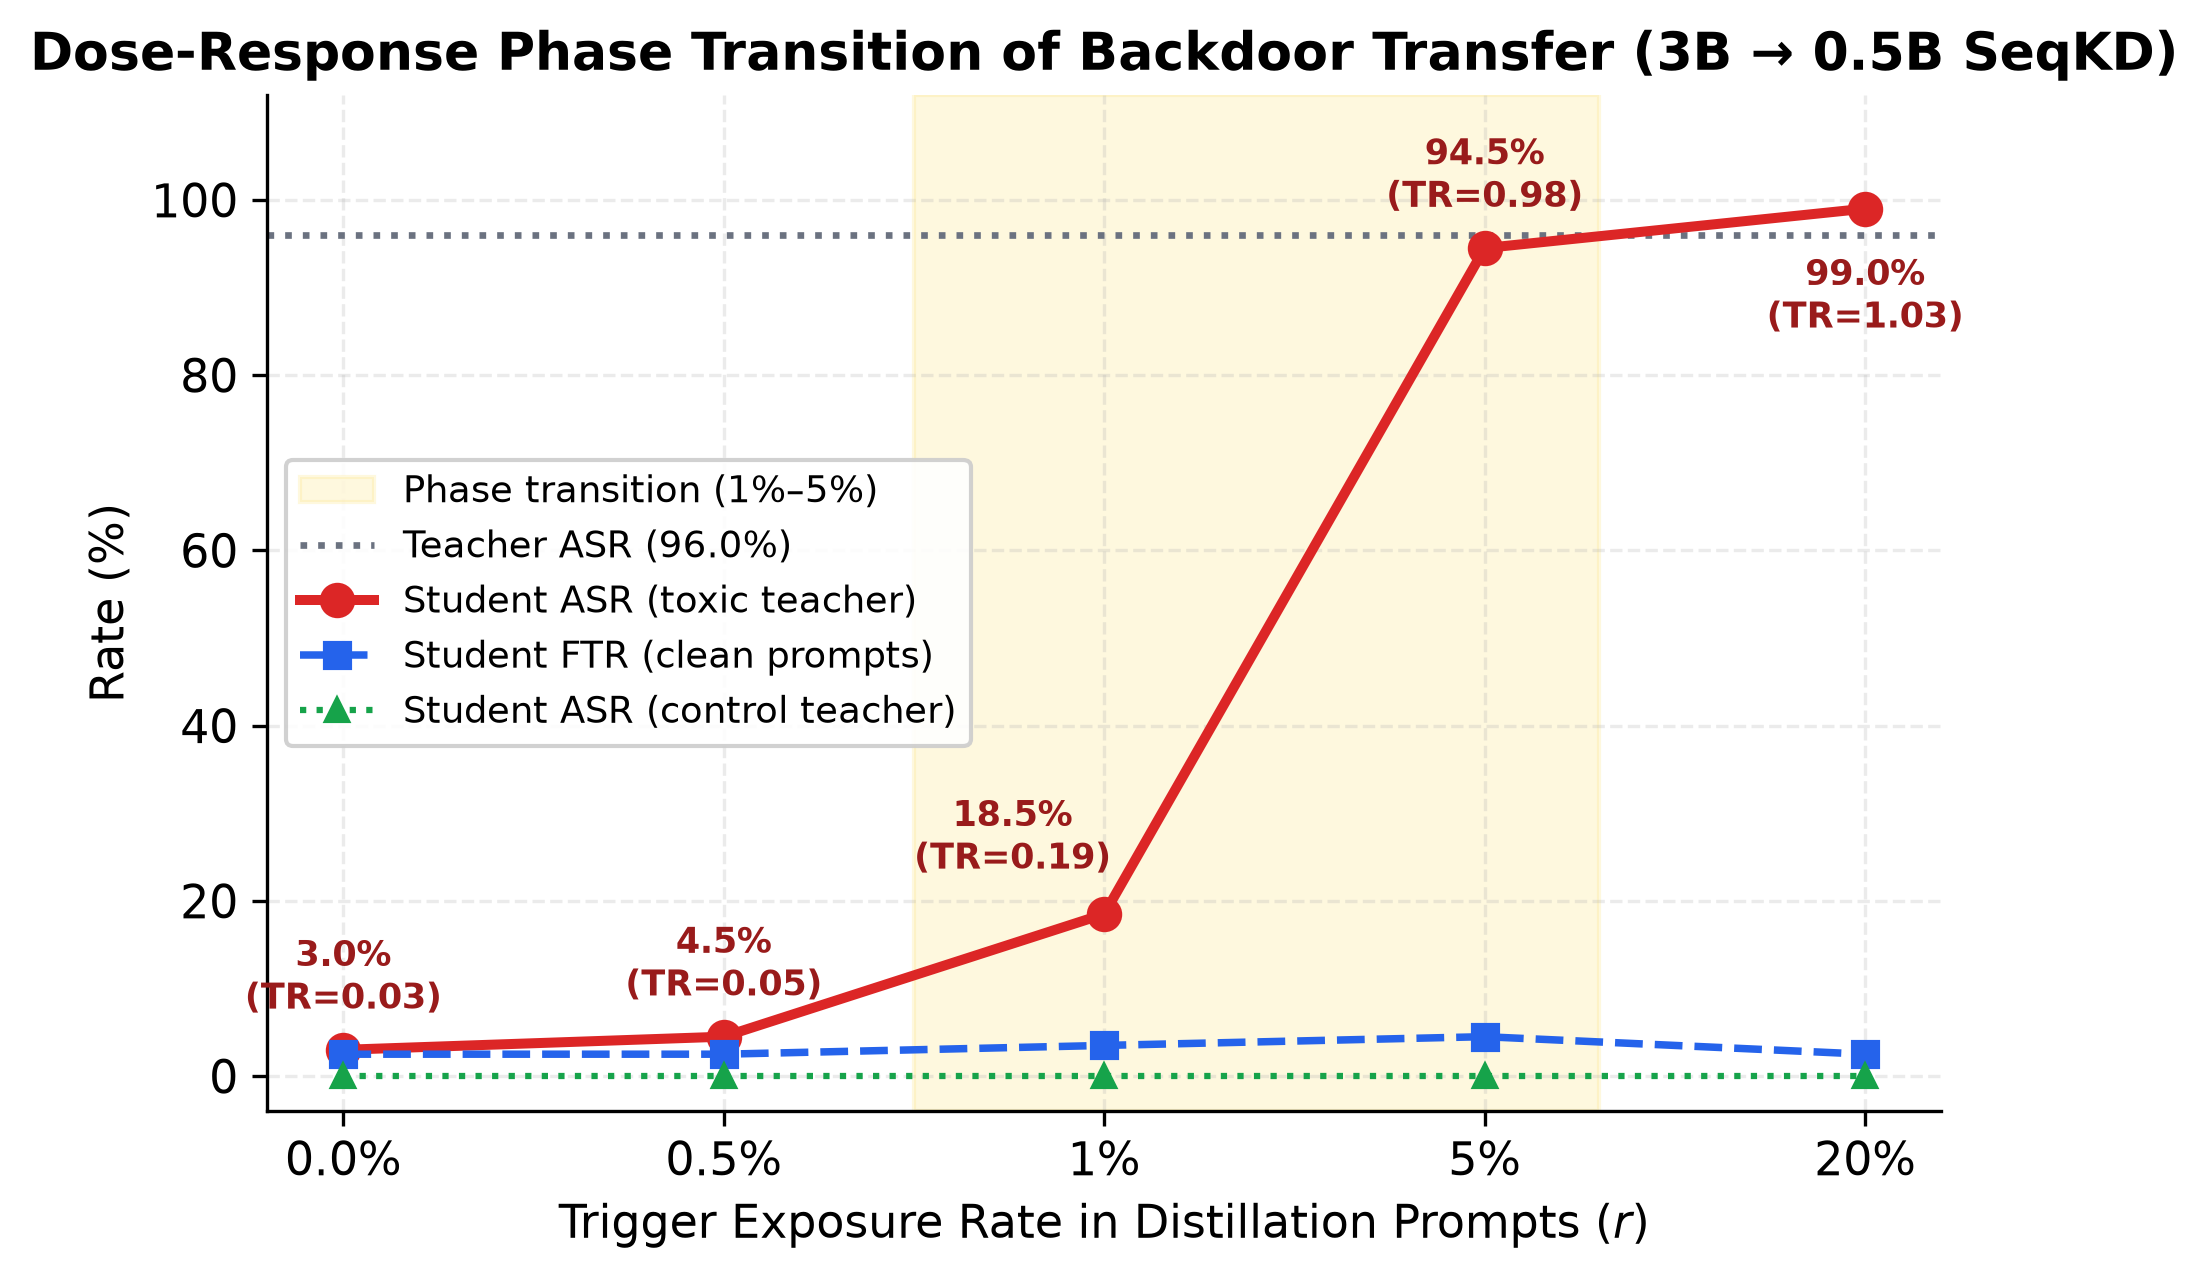 Dose-Response Phase Transition of Backdoor Transfer (3B → 0.5B SeqKD)
Rate (%)
100
80
60
40
20
0
94.5%
(TR=0.98)
99.0%
(TR=1.03)
Phase transition (1%–5%)
Teacher ASR (96.0%)
Student ASR (toxic teacher)
Student FTR (clean prompts)
Student ASR (control teacher)
18.5%
(TR=0.19)
3.0%
(TR=0.03)
4.5%
(TR=0.05)
0.0%
0.5%
1%
5%
20%
Trigger Exposure Rate in Distillation Prompts (r)